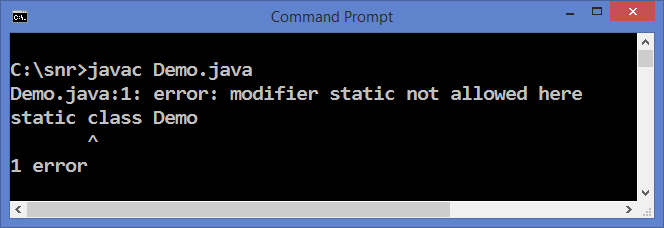 Command Prompt
C:\snr>javac Demo.java
Demo.java:1: error: modifier static not allowed here
static class Demo
       ^
1 error